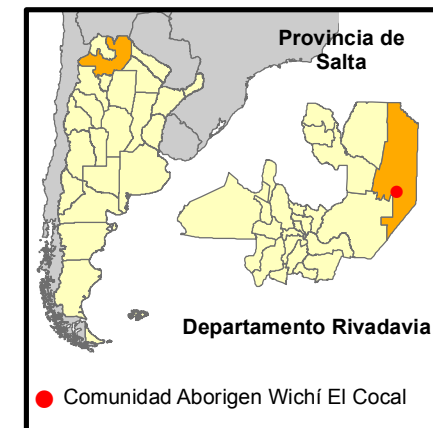 Provincia de
Salta
Departamento Rivadavia
Comunidad Aborigen Wichí El Cocal